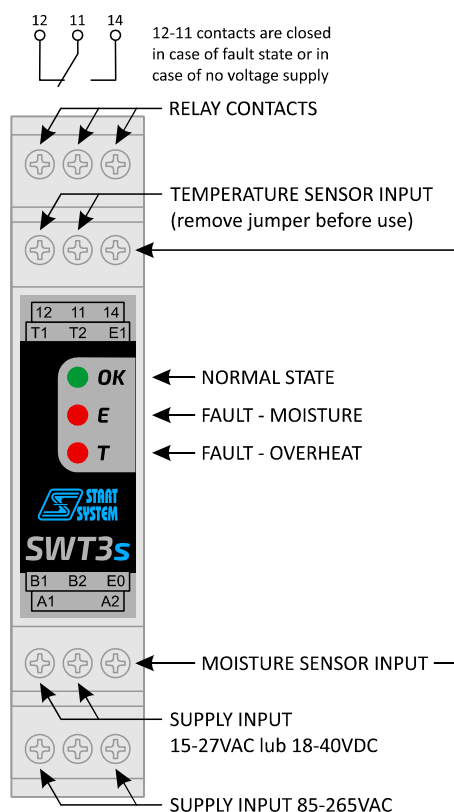 12 11 14
12-11 contacts are closed
in case of fault state or in
case of no voltage supply
RELAY CONTACTS
TEMPERATURE SENSOR INPUT
(remove jumper before use)
12 11 14
T1 T2 E1
OK
NORMAL STATE
E
FAULT - MOISTURE
T
FAULT - OVERHEAT
START
SYSTEM
SWT3s
B1 B2 E0
A1 A2
MOISTURE SENSOR INPUT
SUPPLY INPUT
15-27VAC lub 18-40VDC
SUPPLY INPUT 85-265VAC